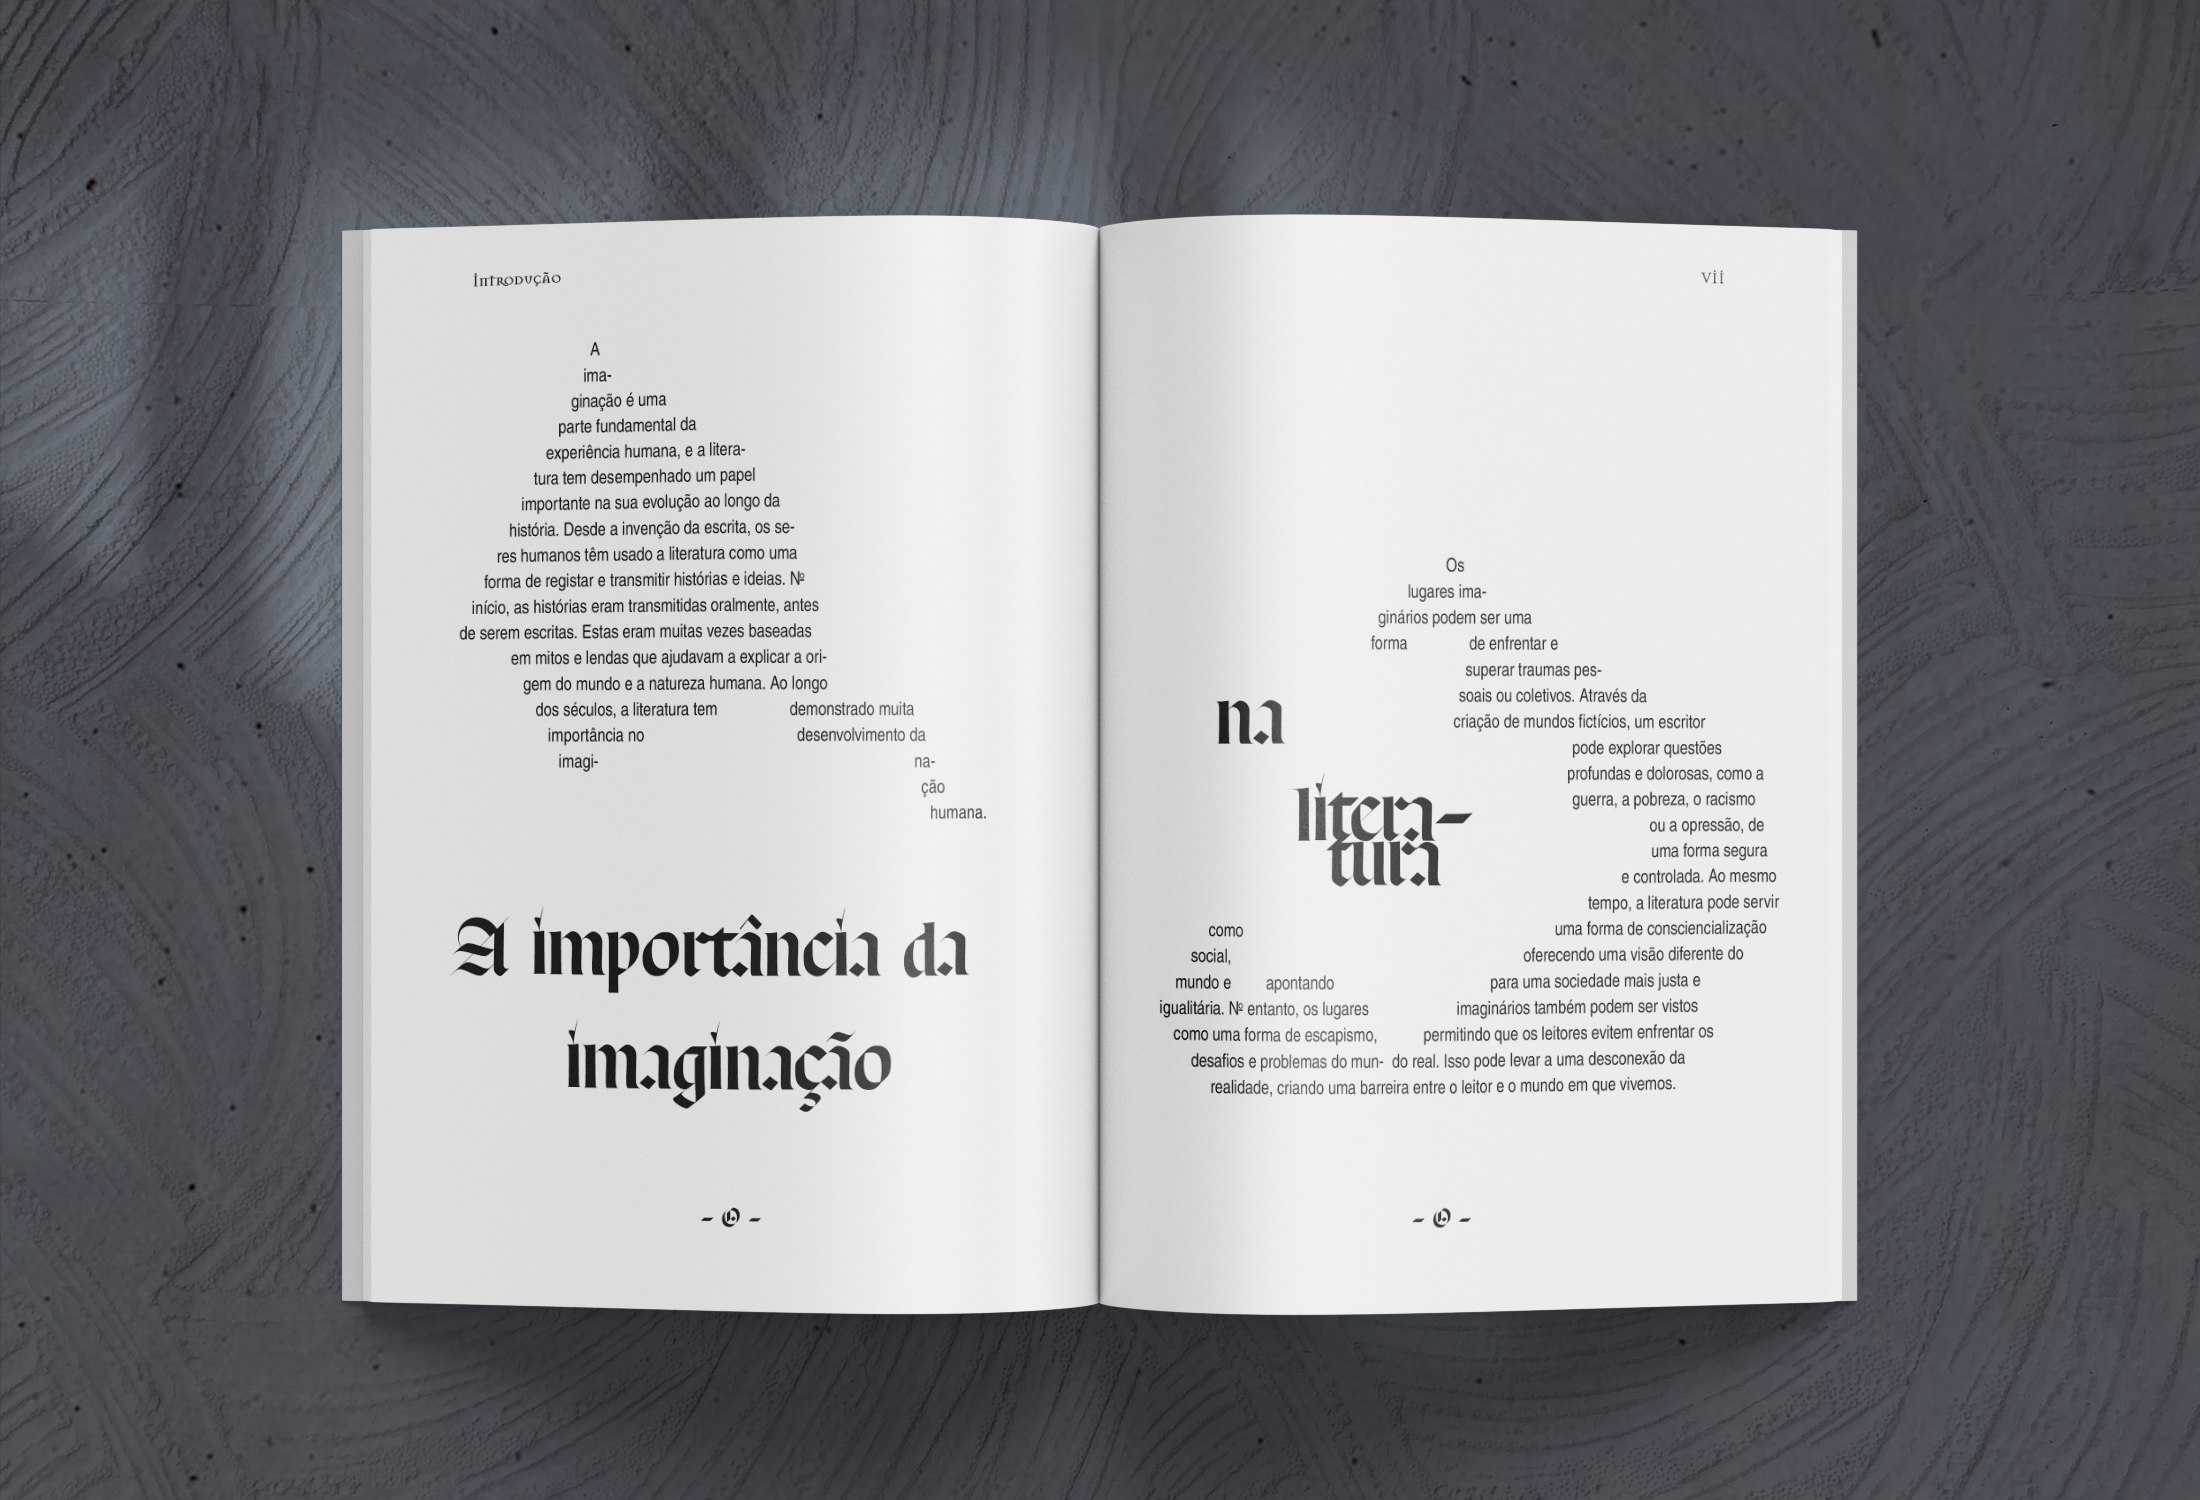 Introdução
A
ima-
ginação é uma
parte fundamental da
experiência humana, e a litera-
tura tem desempenhado um papel
importante na sua evolução ao longo da
história. Desde a invenção da escrita, os se-
res humanos têm usado a literatura como uma
forma de registar e transmitir histórias e ideias. Nº
início, as histórias eram transmitidas oralmente, antes
de serem escritas. Estas eram muitas vezes baseadas
em mitos e lendas que ajudavam a explicar a ori-
gem do mundo e a natureza humana. Ao longo
dos séculos, a literatura tem demonstrado muita
importância no desenvolvimento da
imagi- na-
ção
humana.
A importância da
imaginação
vii
Os
lugares ima-
ginários podem ser uma
forma de enfrentar e
superar traumas pes-
soais ou coletivos. Através da
criação de mundos fictícios, um escritor
pode explorar questões
profundas e dolorosas, como a
guerra, a pobreza, o racismo
ou a opressão, de
uma forma segura
e controlada. Ao mesmo
tempo, a literatura pode servir
na
litera-
tura
como uma forma de consciencialização
social, oferecendo uma visão diferente do
mundo e apontando para uma sociedade mais justa e
igualitária. Nº entanto, os lugares imaginários também podem ser vistos
como uma forma de escapismo, permitindo que os leitores evitem enfrentar os
desafios e problemas do mun- do real. Isso pode levar a uma desconexão da
realidade, criando uma barreira entre o leitor e o mundo em que vivemos.